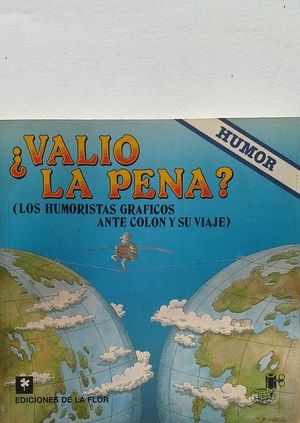 HUMOR
¿VALIO
LA PENA?
(LOS HUMORISTAS GRAFICOS
ANTE COLON Y SU VIAJE)
EDICIONES DE LA FLOR